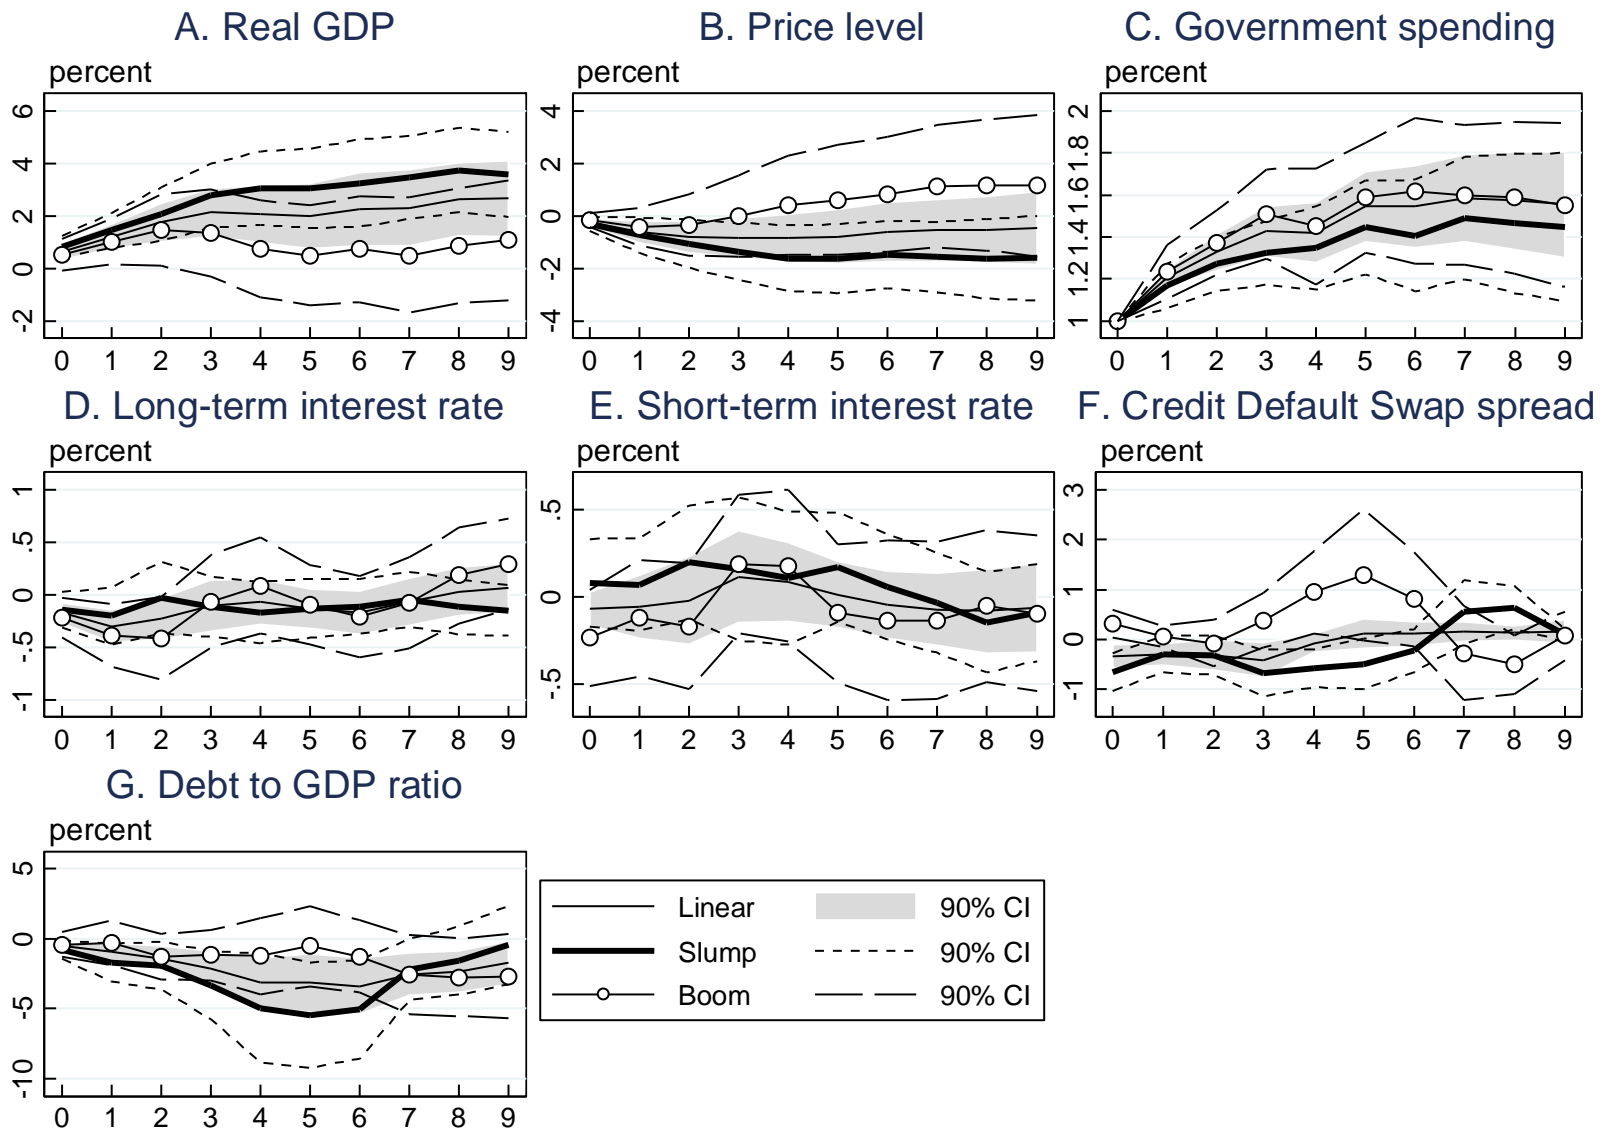 A. Real GDP
percent
-2 0 2 4 6
0 1 2 3 4 5 6 7 8 9
B. Price level
percent
-4 -2 0 2 4
0 1 2 3 4 5 6 7 8 9
C. Government spending
percent
1 1.2 1.4 1.6 1.8 2
0 1 2 3 4 5 6 7 8 9
D. Long-term interest rate
percent
-1 -.5 0 .5 1
0 1 2 3 4 5 6 7 8 9
E. Short-term interest rate
percent
-.5 0 .5
0 1 2 3 4 5 6 7 8 9
F. Credit Default Swap spread
percent
-1 0 1 2 3
0 1 2 3 4 5 6 7 8 9
G. Debt to GDP ratio
percent
-10 -5 0 5
0 1 2 3 4 5 6 7 8 9
Linear 90% CI
Slump 90% CI
Boom 90% CI